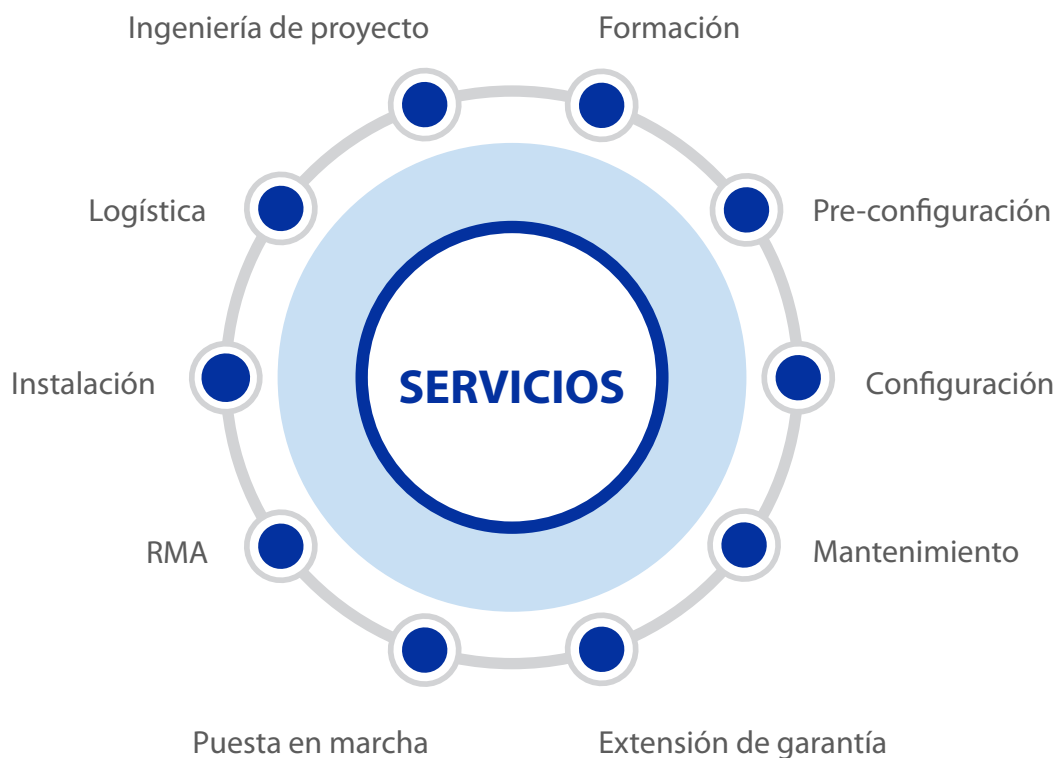 Ingeniería de proyecto
Formación
Logística
Pre-configuración
Instalación
SERVICIOS
Configuración
RMA
Mantenimiento
Puesta en marcha
Extensión de garantía